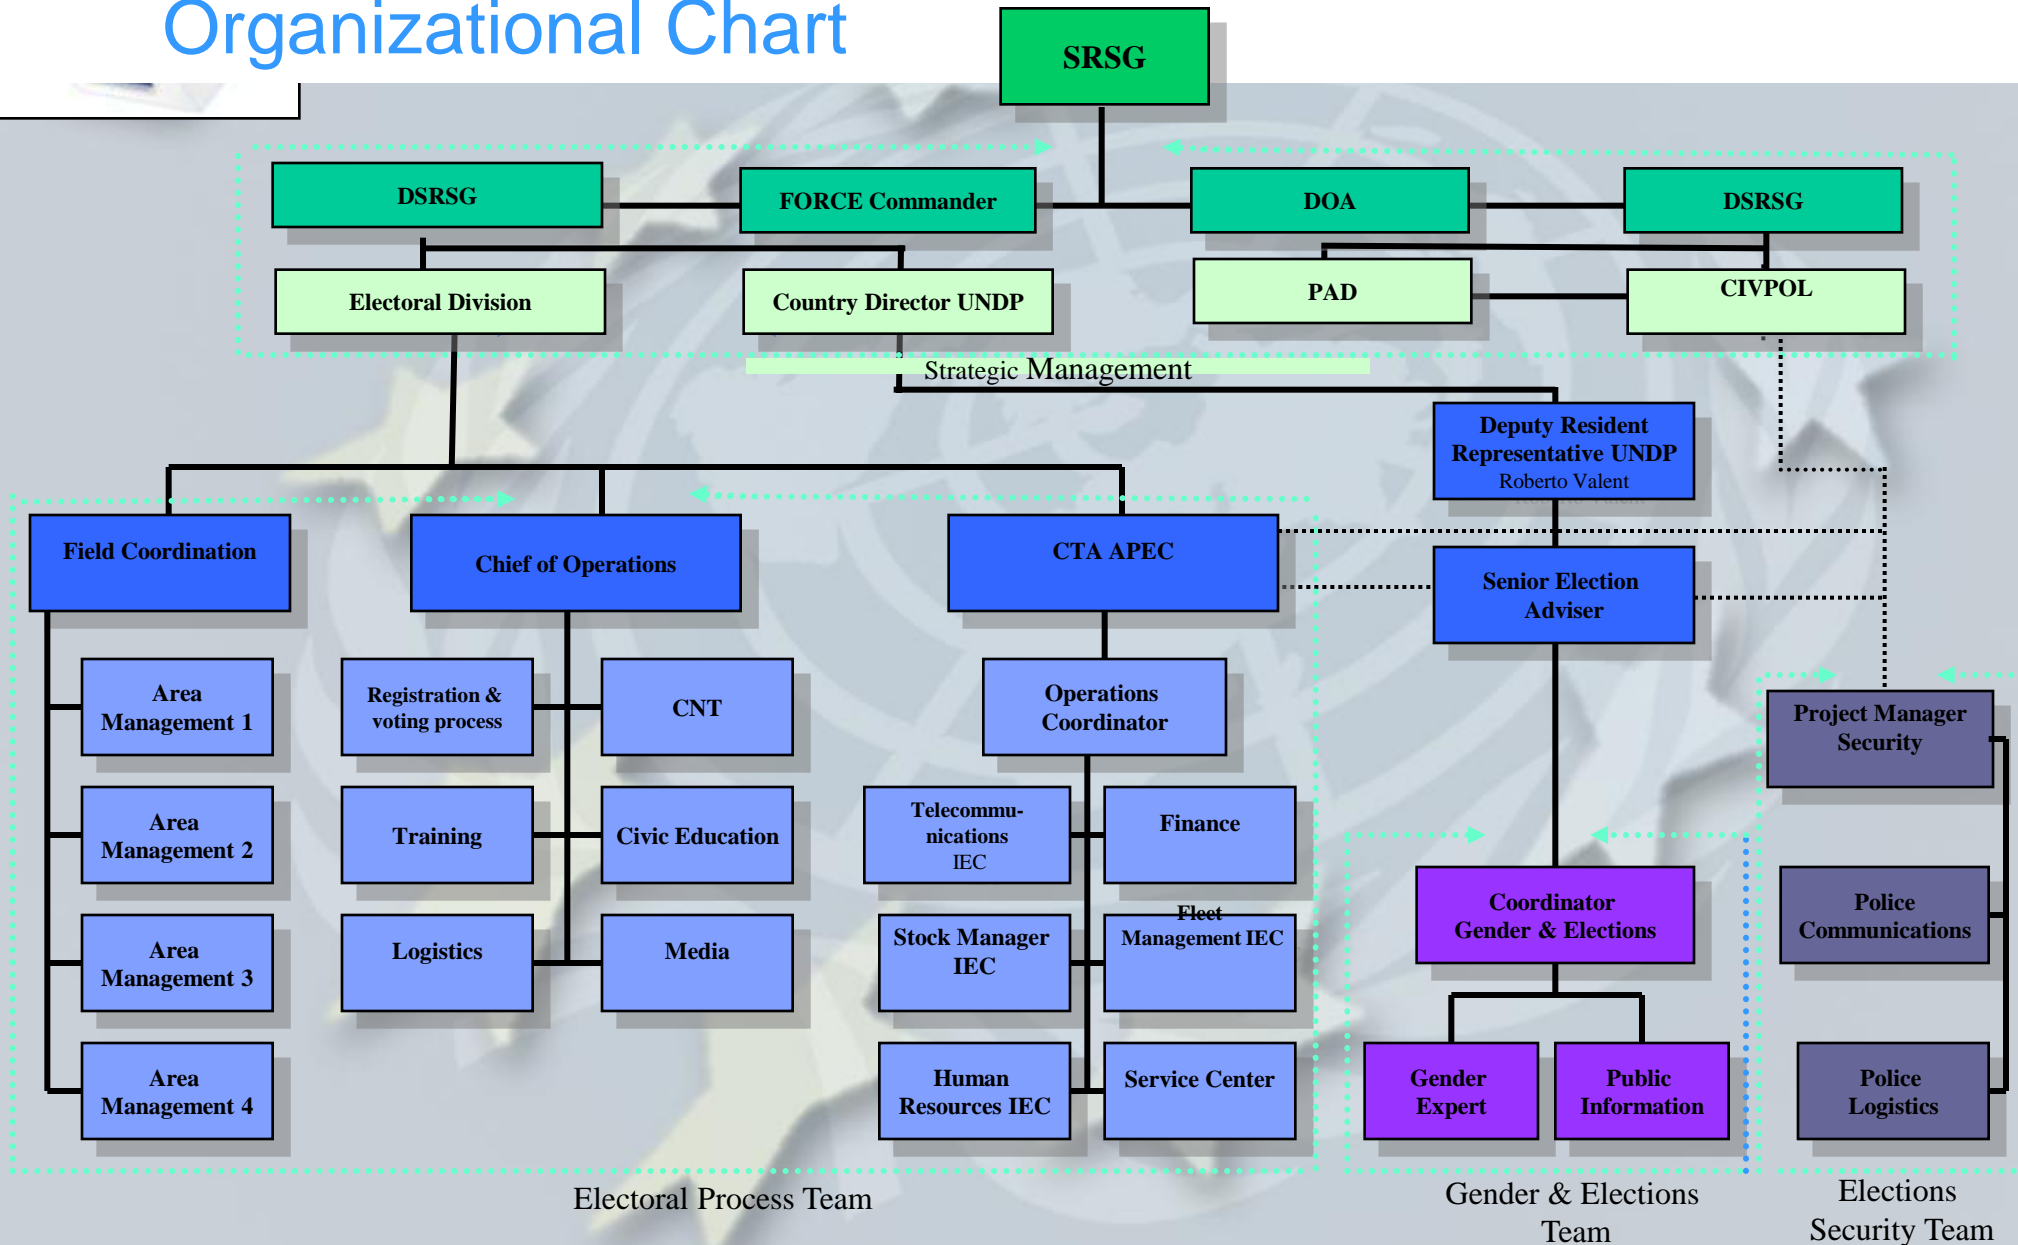 Organizational Chart
SRSG
DSRSG
FORCE Commander
DOA
DSRSG
Electoral Division
Country Director UNDP
PAD
CIVPOL
Strategic Management
Deputy Resident
Representative UNDP
Roberto Valent
Field Coordination
Chief of Operations
CTA APEC
Senior Election
Adviser
Area
Management 1
Registration &
voting process
CNT
Operations
Coordinator
Project Manager
Security
Area
Management 2
Training
Civic Education
Telecommu-
nications
IEC
Finance
Coordinator
Gender & Elections
Police
Communications
Area
Management 3
Logistics
Media
Stock Manager
IEC
Fleet
Management IEC
Area
Management 4
Human
Resources IEC
Service Center
Gender
Expert
Public
Information
Police
Logistics
Electoral Process Team
Gender & Elections
Team
Elections
Security Team